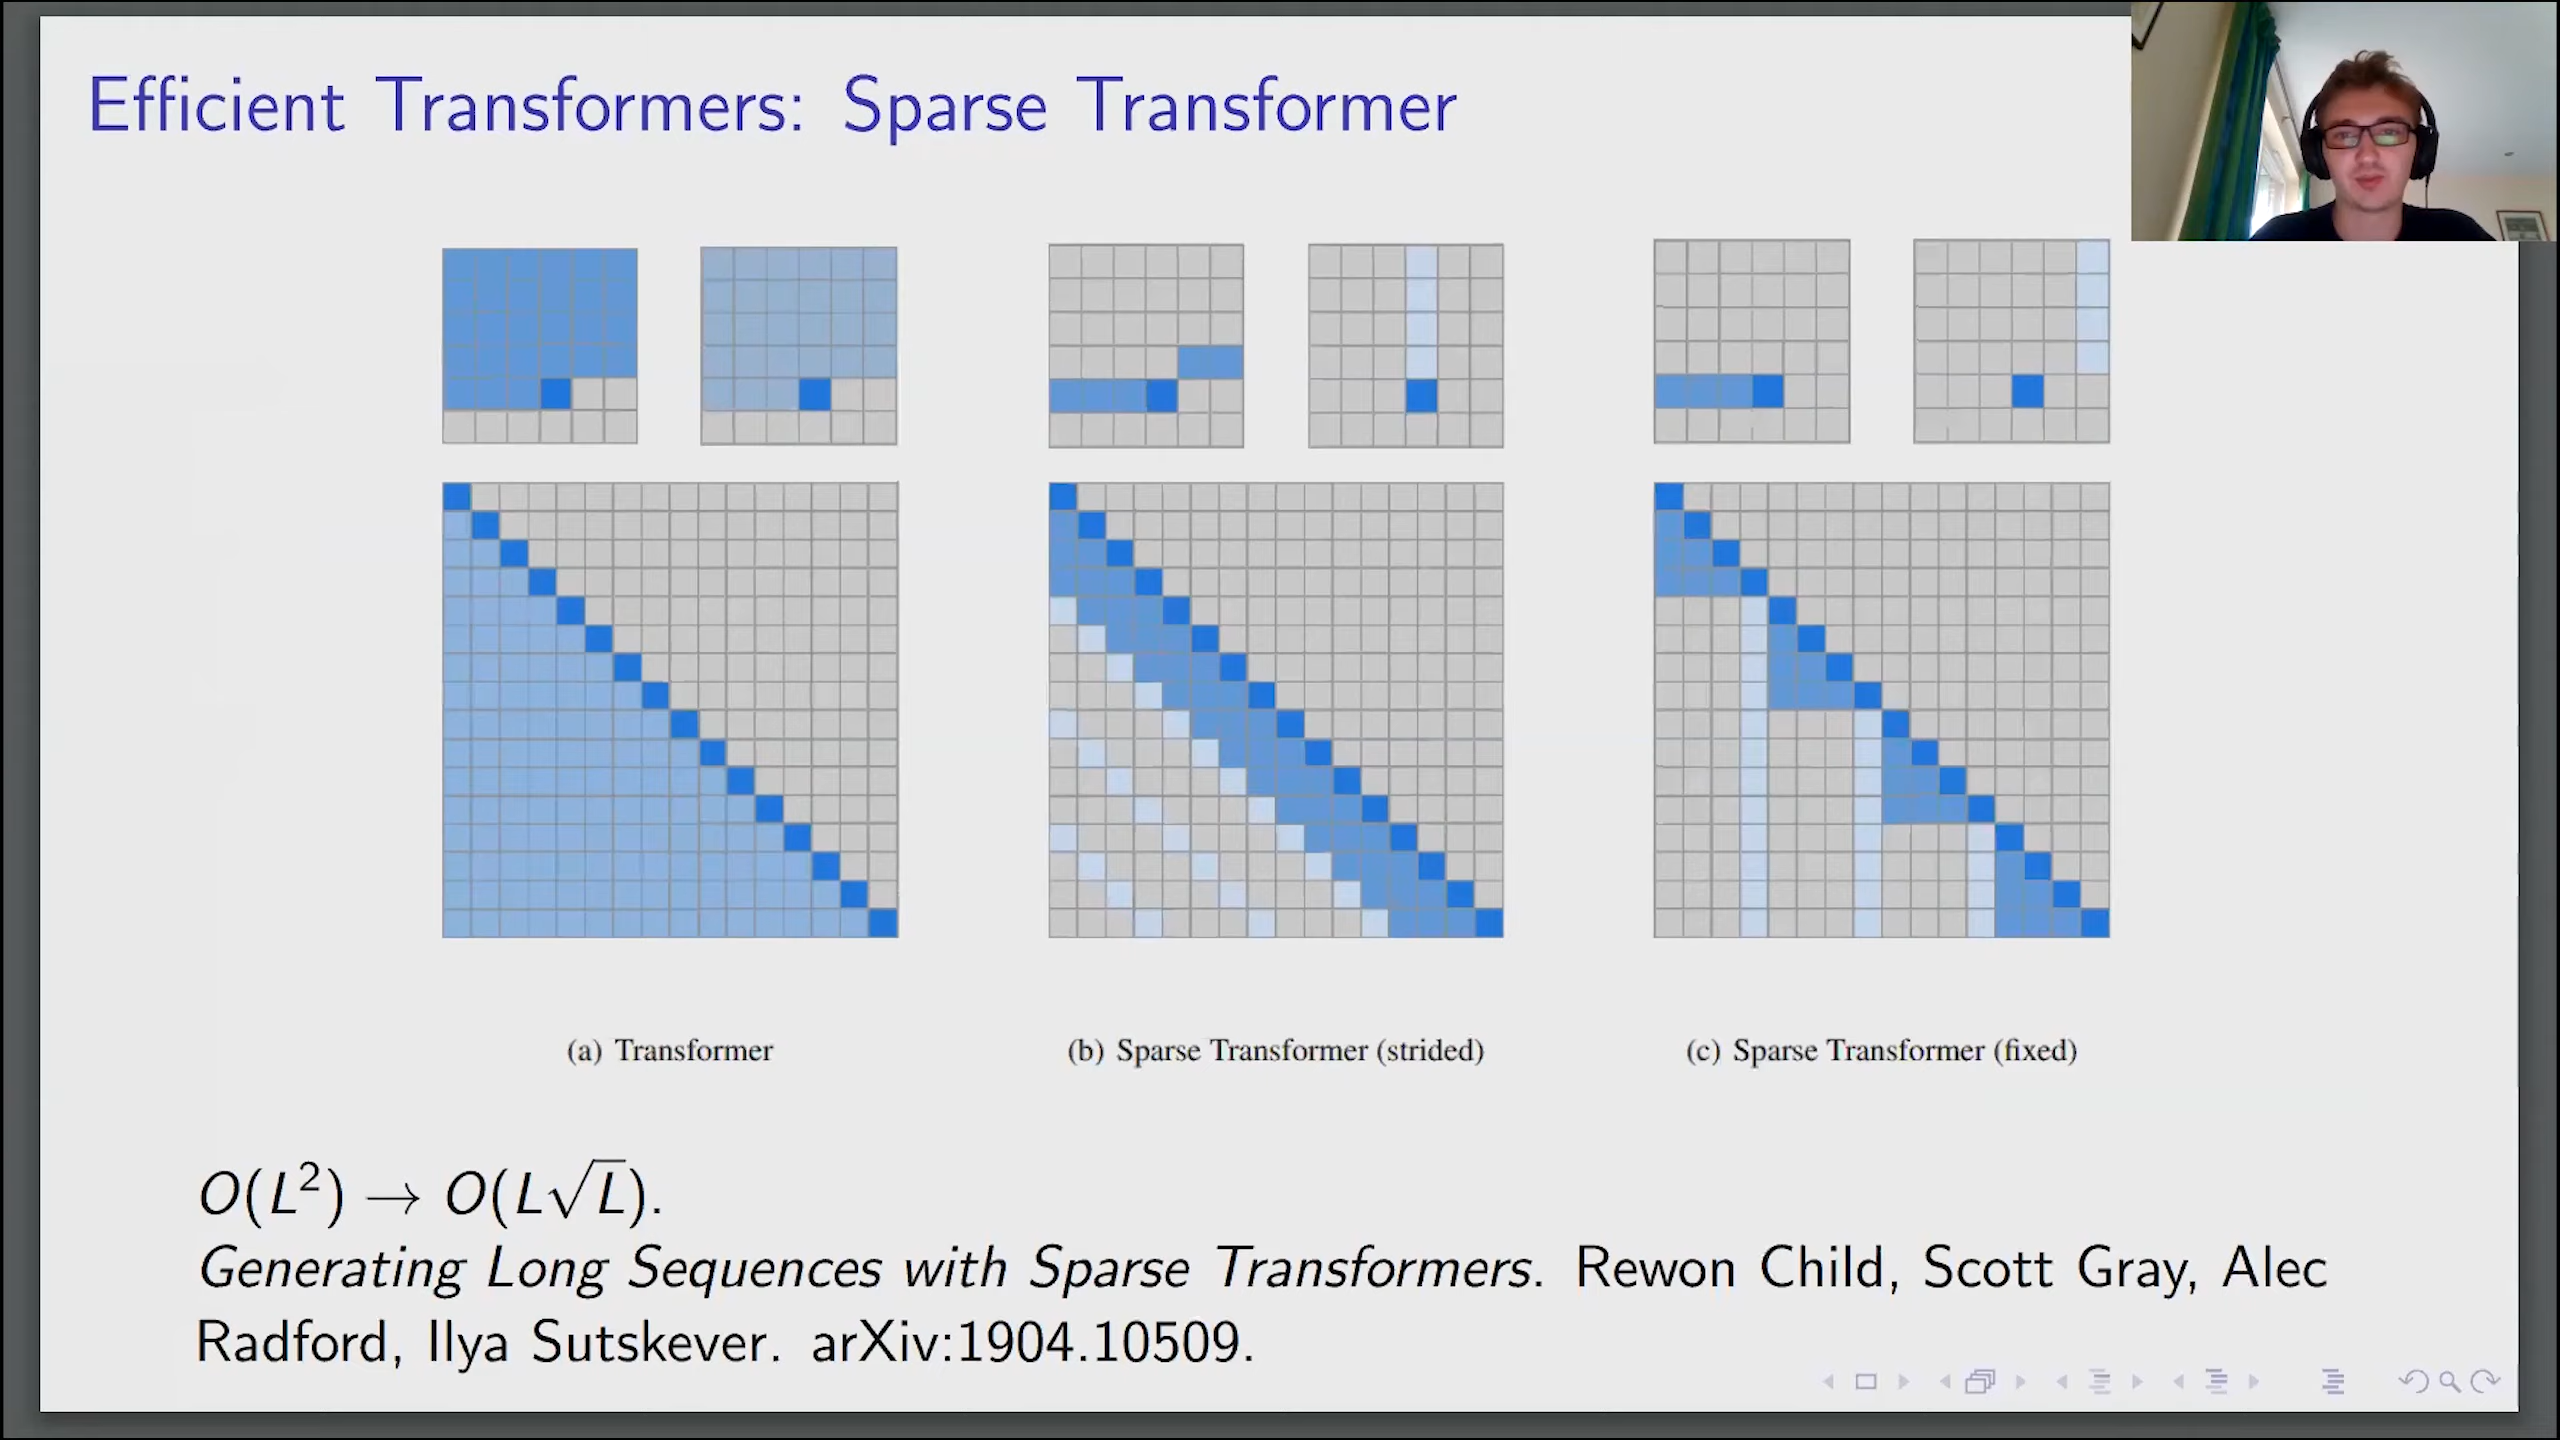 Efficient Transformers: Sparse Transformer
(a) Transformer
(b) Sparse Transformer (strided)
(c) Sparse Transformer (fixed)
O(L²) → O(L√L).
Generating Long Sequences with Sparse Transformers. Rewon Child, Scott Gray, Alec
Radford, Ilya Sutskever. arXiv:1904.10509.